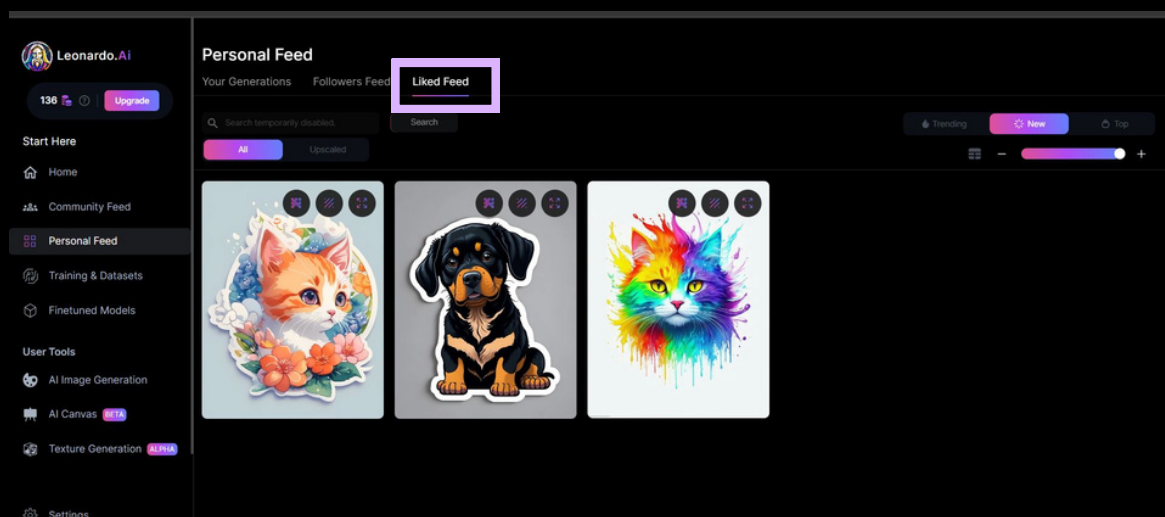 Leonardo.Ai
136
Upgrade
Start Here
Home
Community Feed
Personal Feed
Training & Datasets
Finetuned Models
User Tools
AI Image Generation
AI Canvas BETA
Texture Generation ALPHA
Settings
Personal Feed
Your Generations Followers Feed Liked Feed
Search temporarily disabled. Search
Trending New Top
All Upscaled